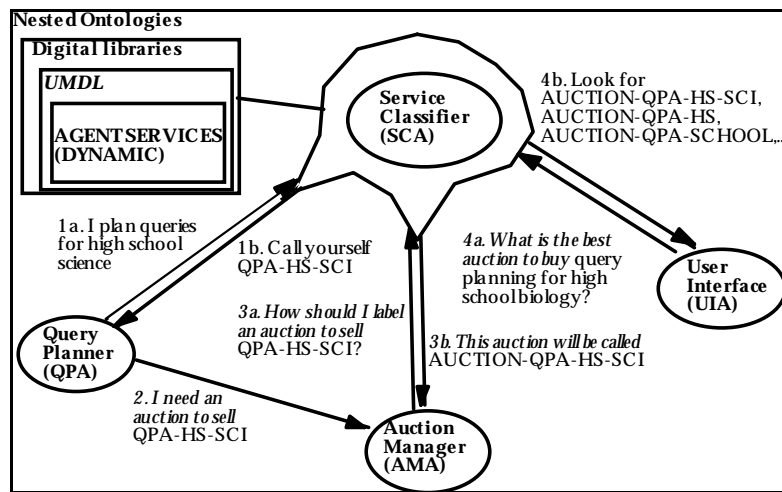 Nested Ontologies
Digital libraries
UMDL
AGENT SERVICES
(DYNAMIC)
Service
Classifier
(SCA)
4b. Look for
AUCTION-QPA-HS-SCI,
AUCTION-QPA-HS,
AUCTION-QPA-SCHOOL,...
1a. I plan queries
for high school
science
1b. Call yourself
QPA-HS-SCI
4a. What is the best
auction to buy query
planning for high
school biology?
User
Interface
(UIA)
3a. How should I label
an auction to sell
QPA-HS-SCI?
3b. This auction will be called
AUCTION-QPA-HS-SCI
Query
Planner
(QPA)
2. I need an
auction to sell
QPA-HS-SCI
Auction
Manager
(AMA)